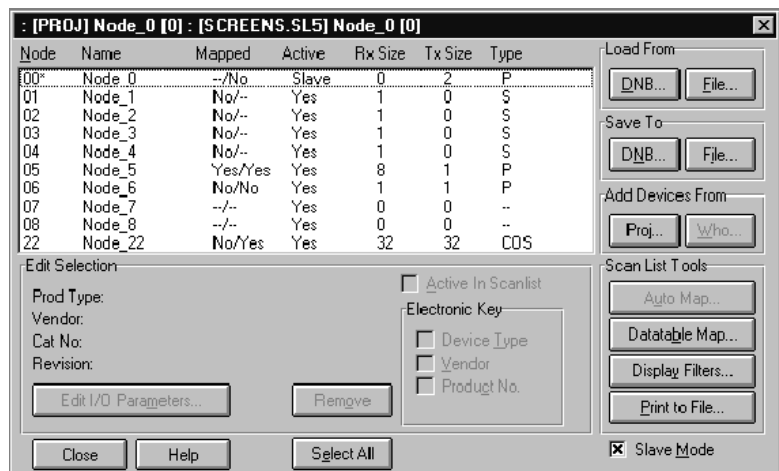 : [PROJ] Node_0 [0] : [SCREENS.SL5] Node_0 [0]
Node Name Mapped Active Rx Size Tx Size Type
00* Node_0 --/No Slave 0 2 P
01 Node_1 No/-- Yes 1 0 S
02 Node_2 No/-- Yes 1 0 S
03 Node_3 No/-- Yes 1 0 S
04 Node_4 No/-- Yes 1 0 S
05 Node_5 Yes/Yes Yes 8 1 P
06 Node_6 No/No Yes 1 1 P
07 Node_7 --/-- Yes 0 0 --
08 Node_8 --/-- Yes 0 0 --
22 Node_22 No/Yes Yes 32 32 COS
Load From
DNB... File...
Save To
DNB... File...
Add Devices From
Proj... Who...
Edit Selection
Prod Type:
Vendor:
Cat No:
Revision:
Active In Scanlist
Electronic Key
Device Type
Vendor
Product No.
Edit I/O Parameters... Remove
Scan List Tools
Auto Map...
Datatable Map...
Display Filters...
Print to File...
Close Help Select All
Slave Mode